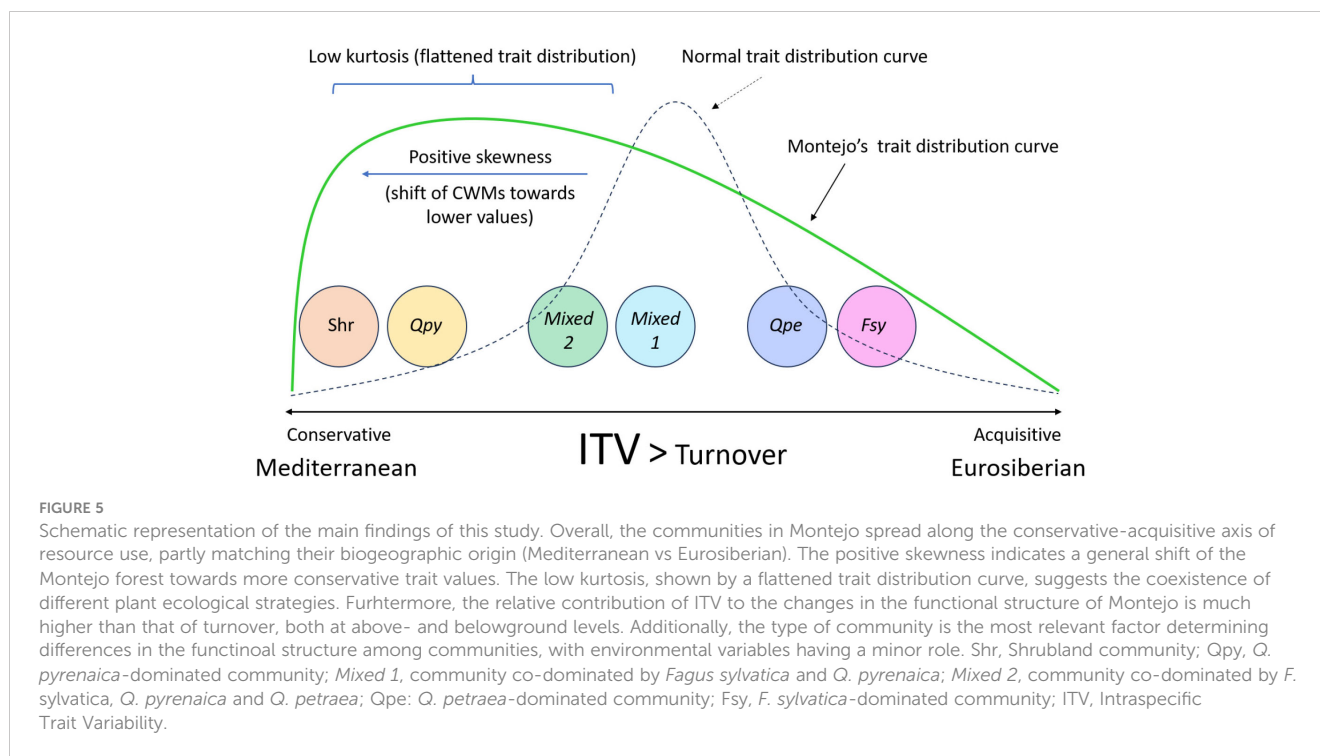 Low kurtosis (flattened trait distribution)
Normal trait distribution curve
Positive skewness
(shift of CWMs towards
lower values)
Montejo's trait distribution curve
Shr
Qpy
Mixed
2
Mixed
1
Qpe
Fsy
Conservative
Mediterranean
ITV > Turnover
Acquisitive
Eurosiberian
FIGURE 5
Schematic representation of the main findings of this study. Overall, the communities in Montejo spread along the conservative-acquisitive axis of
resource use, partly matching their biogeographic origin (Mediterranean vs Eurosiberian). The positive skewness indicates a general shift of the
Montejo forest towards more conservative trait values. The low kurtosis, shown by a flattened trait distribution curve, suggests the coexistence of
different plant ecological strategies. Furhtermore, the relative contribution of ITV to the changes in the functional structure of Montejo is much
higher than that of turnover, both at above- and belowground levels. Additionally, the type of community is the most relevant factor determining
differences in the functinoal structure among communities, with environmental variables having a minor role. Shr, Shrubland community; Qpy, Q.
pyrenaica-dominated community; Mixed 1, community co-dominated by Fagus sylvatica and Q. pyrenaica; Mixed 2, community co-dominated by F.
sylvatica, Q. pyrenaica and Q. petraea; Qpe: Q. petraea-dominated community; Fsy, F. sylvatica-dominated community; ITV, Intraspecific
Trait Variability.